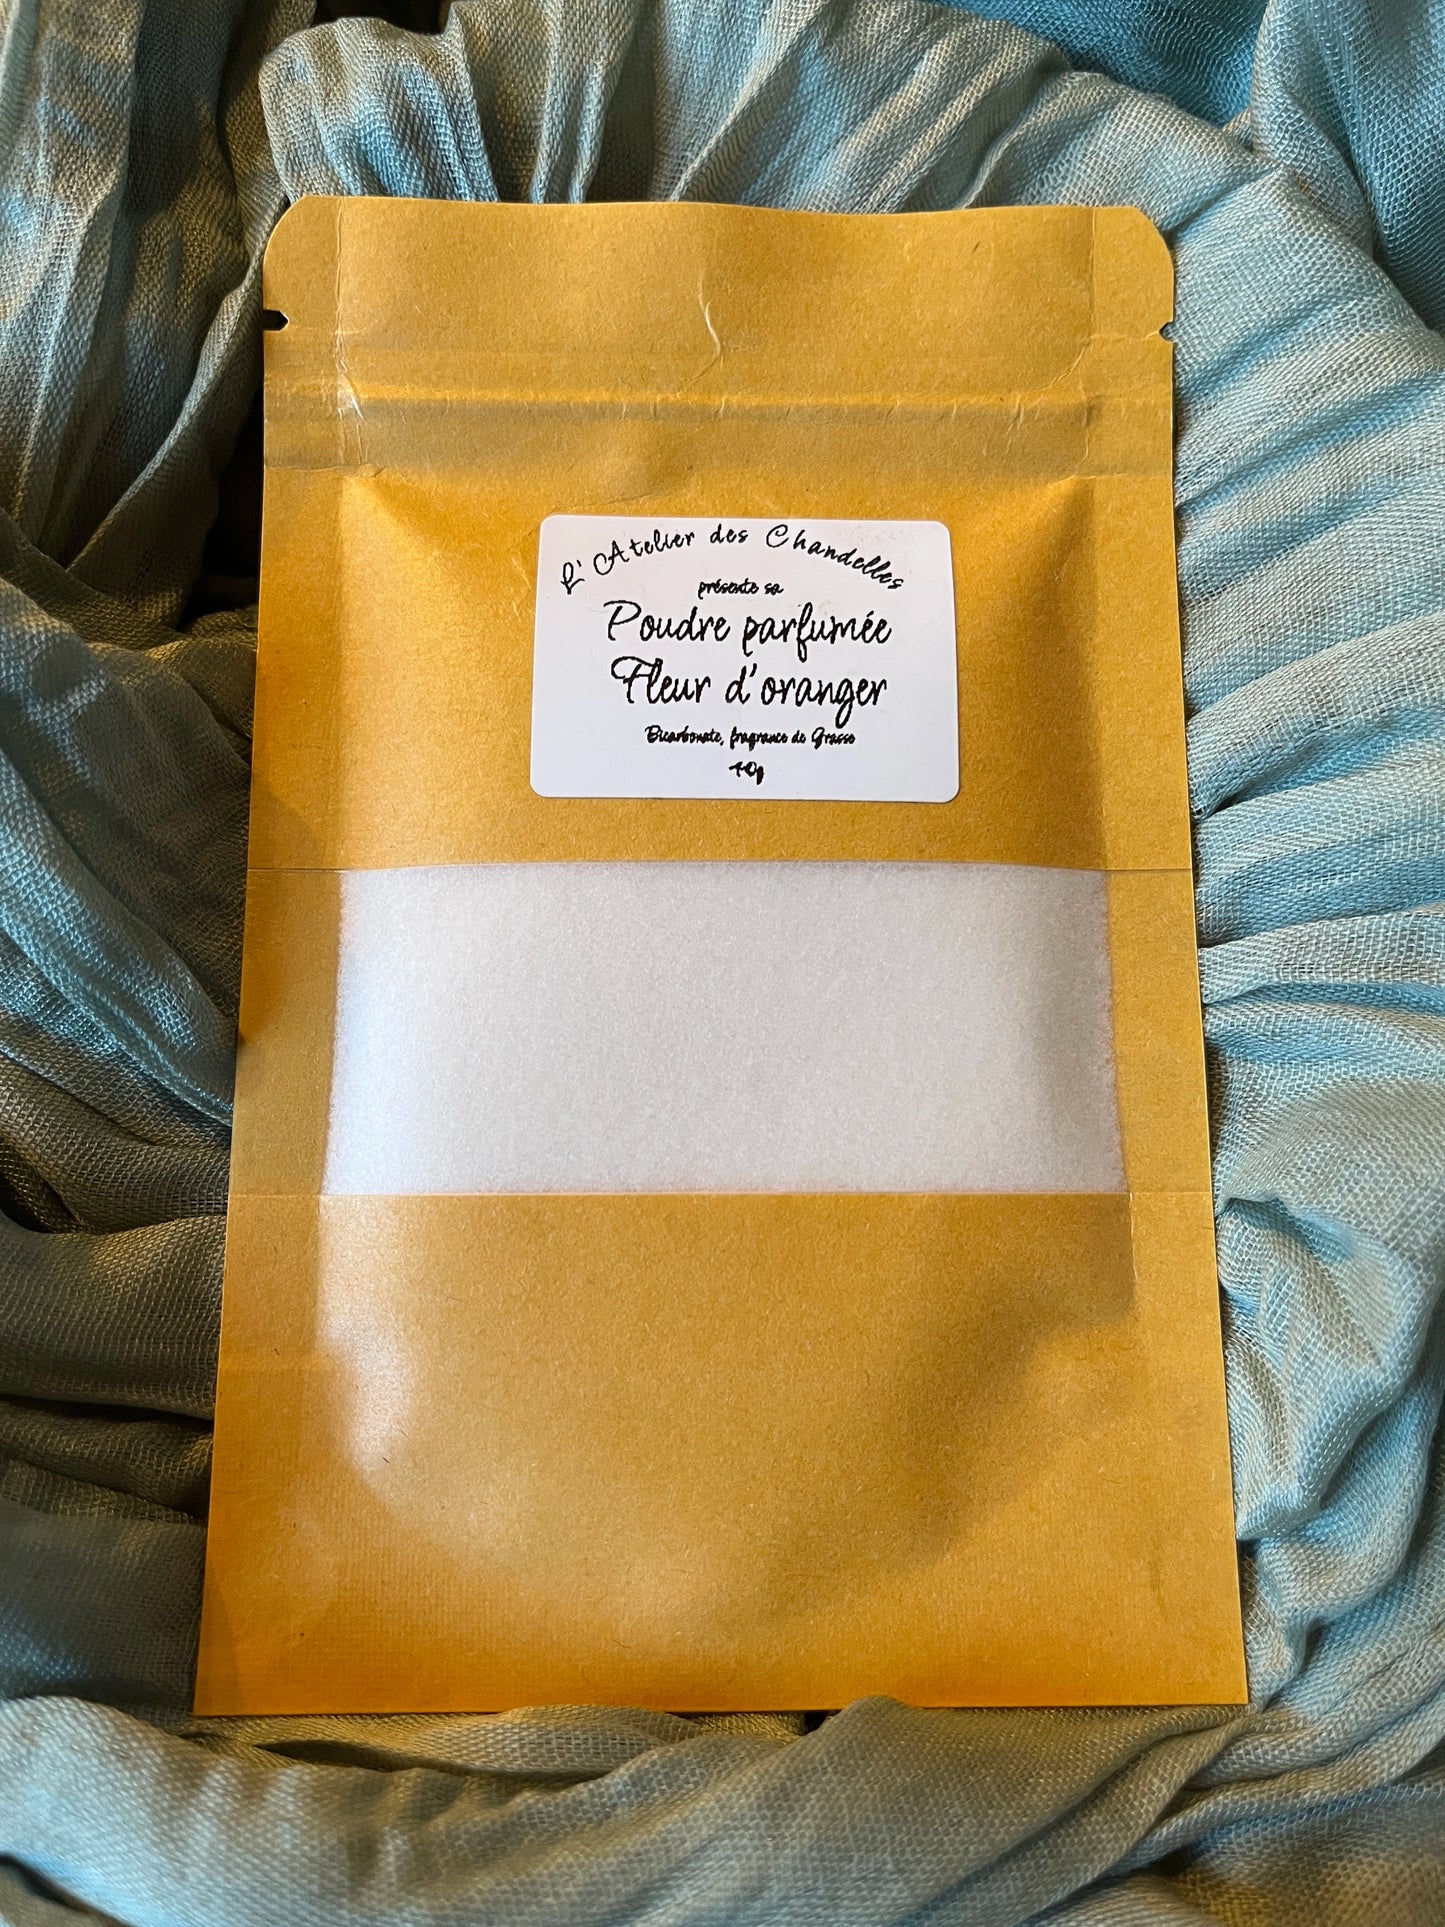 L'Atelier des Chandelles
présente sa
Poudre parfumée
Fleur d'oranger
Bicarbonate, fragrance de Grasse